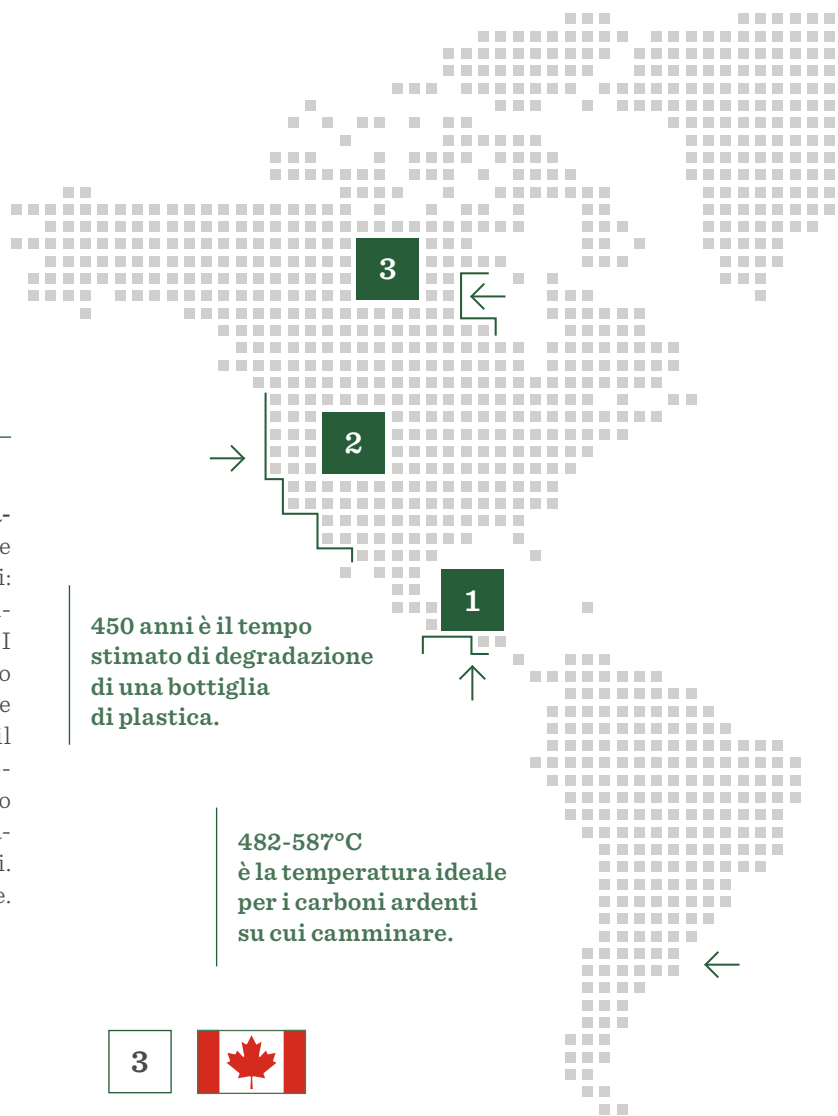 3
2
1
-
e
i:
-
I
o
e
il
-
o
-
i.
e.
450 anni è il tempo
stimato di degradazione
di una bottiglia
di plastica.
482-587°C
è la temperatura ideale
per i carboni ardenti
su cui camminare.
3